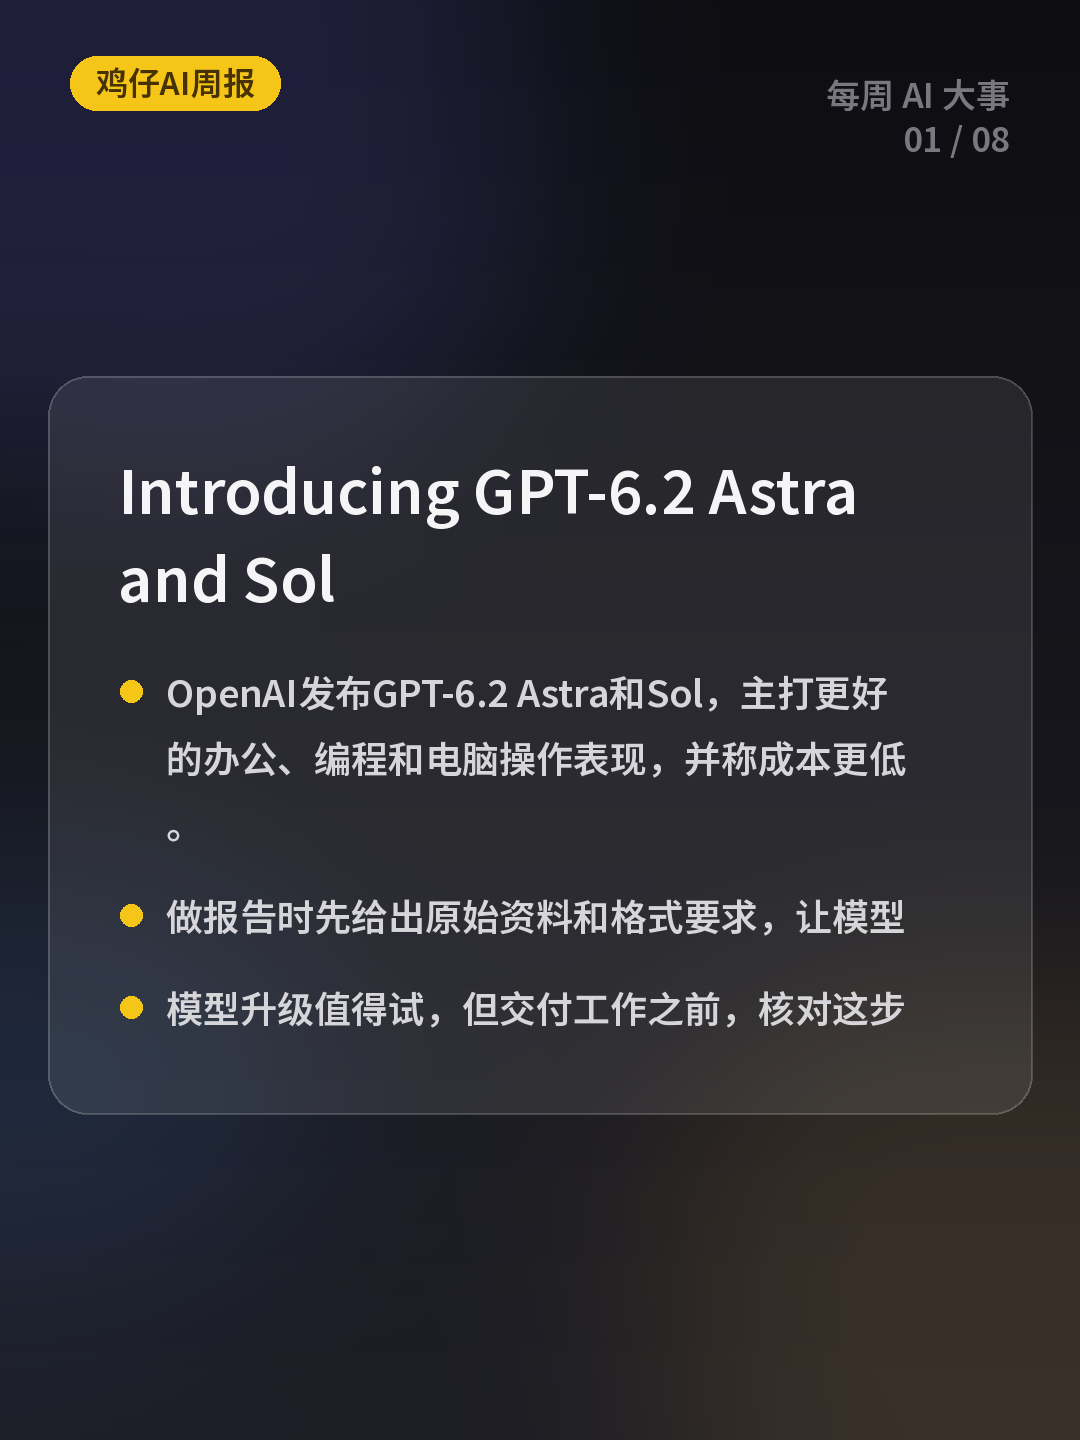 鸡仔AI周报
每周 AI 大事
01 / 08
Introducing GPT-6.2 Astra
and Sol
OpenAI发布GPT-6.2 Astra和Sol，主打更好
的办公、编程和电脑操作表现，并称成本更低
。
做报告时先给出原始资料和格式要求，让模型
模型升级值得试，但交付工作之前，核对这步